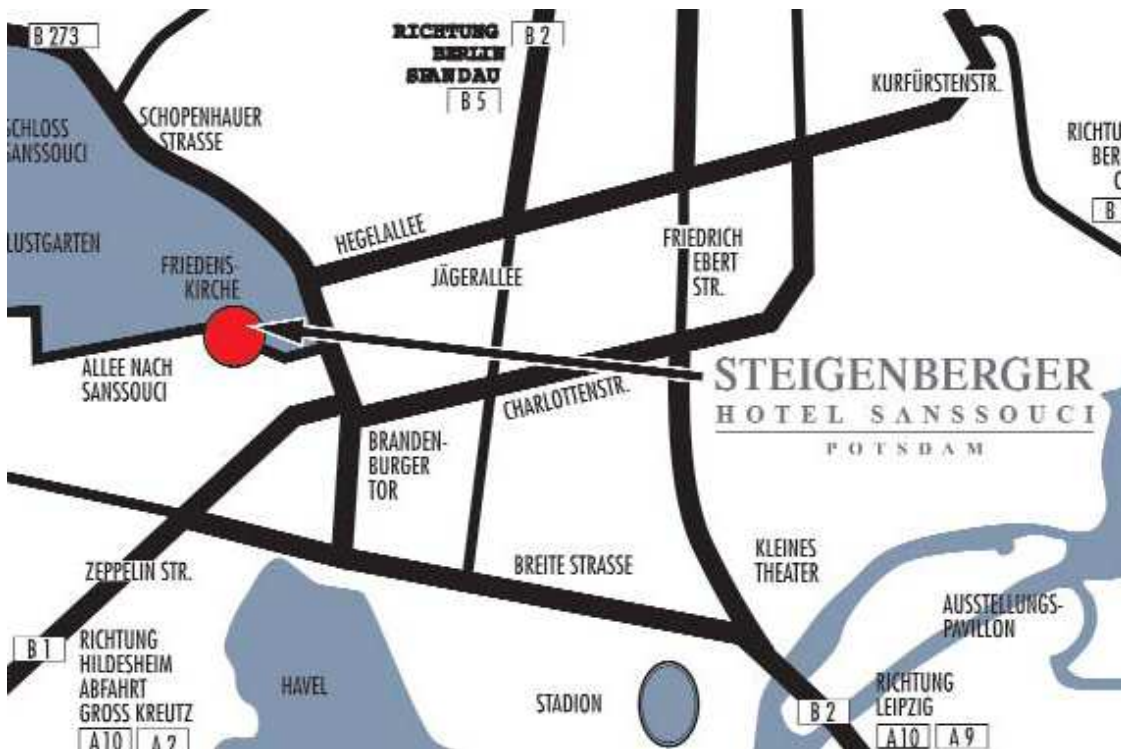 B 273
RICHTUNG
BERLIN
SPANDAU
B 2
B 5
KURFÜRSTENSTR.
SCHOPENHAUER
STRASSE
SCHLOSS
SANSSOUCI
RICHTU
BER
C
B
LUSTGARTEN
HEGELALLEE
FRIEDENS-
KIRCHE
JÄGERALLEE
FRIEDRICH
EBERT
STR.
ALLEE NACH
SANSSOUCI
CHARLOTTENSTR.
STEIGENBERGER
HOTEL SANSSOUCI
POTSDAM
BRANDEN-
BURGER
TOR
ZEPPELIN STR.
BREITE STRASSE
KLEINES
THEATER
AUSSTELLUNGS-
PAVILLON
B 1
RICHTUNG
HILDESHEIM
ABFAHRT
GROSS KREUTZ
A 10 A 2
HAVEL
STADION
B 2
RICHTUNG
LEIPZIG
A 10 A 9